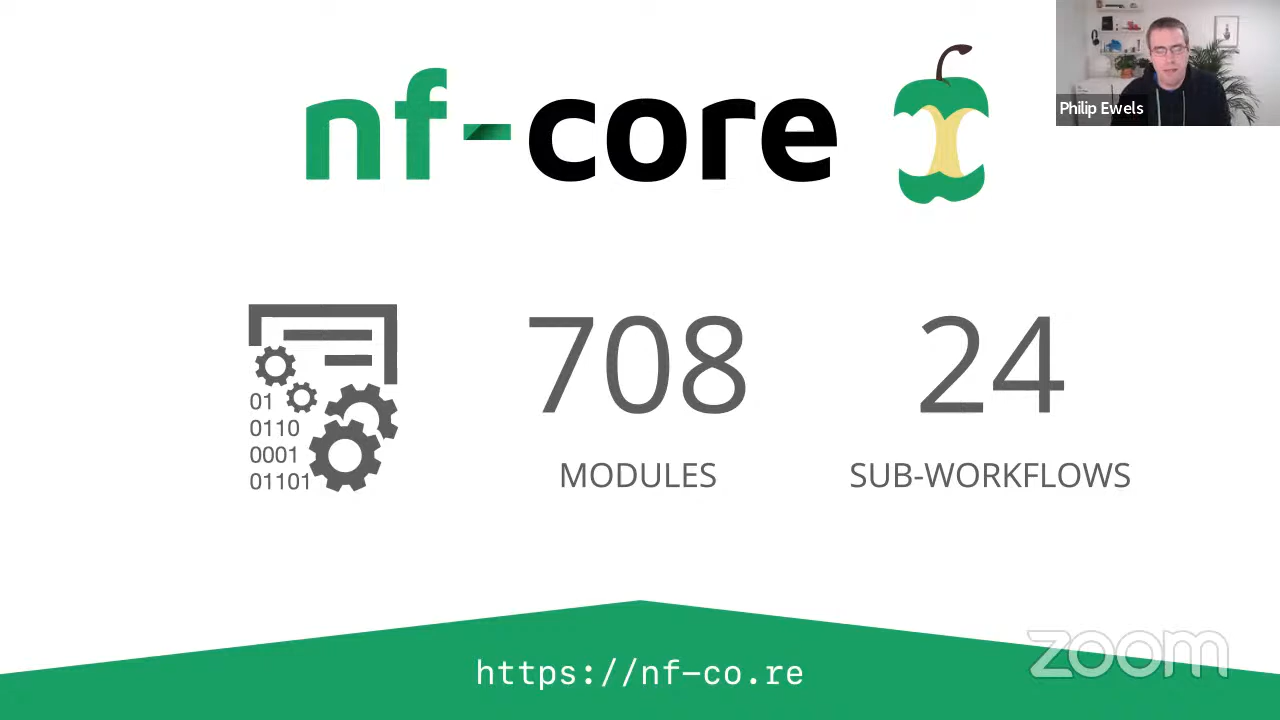 nf-core
Philip Ewels
708
24
01
0110
0001
01101
MODULES
SUB-WORKFLOWS
https://nf-co.re
zoom